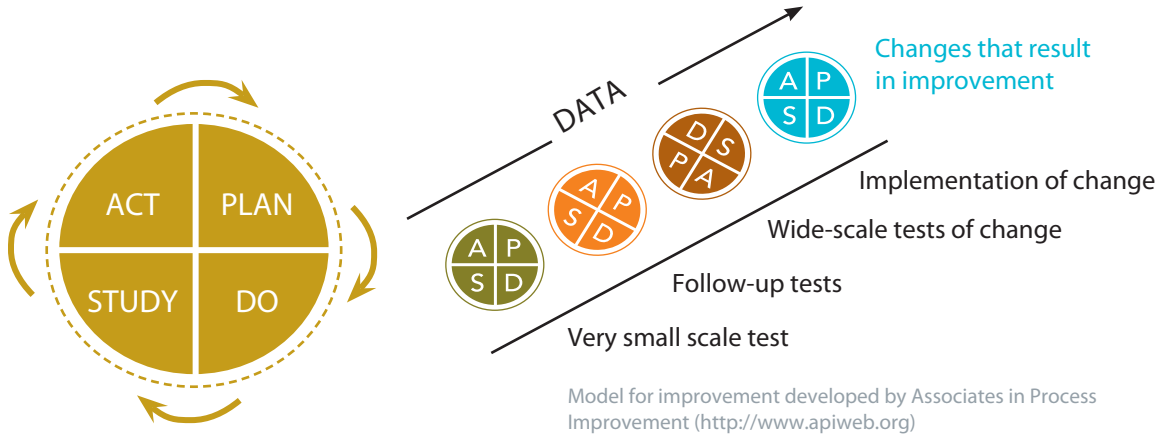 ACT PLAN
STUDY DO
DATA
A P
S D
A P
S D
D S
P A
A P
S D
Changes that result
in improvement
Implementation of change
Wide-scale tests of change
Follow-up tests
Very small scale test
Model for improvement developed by Associates in Process
Improvement (http://www.apiweb.org)